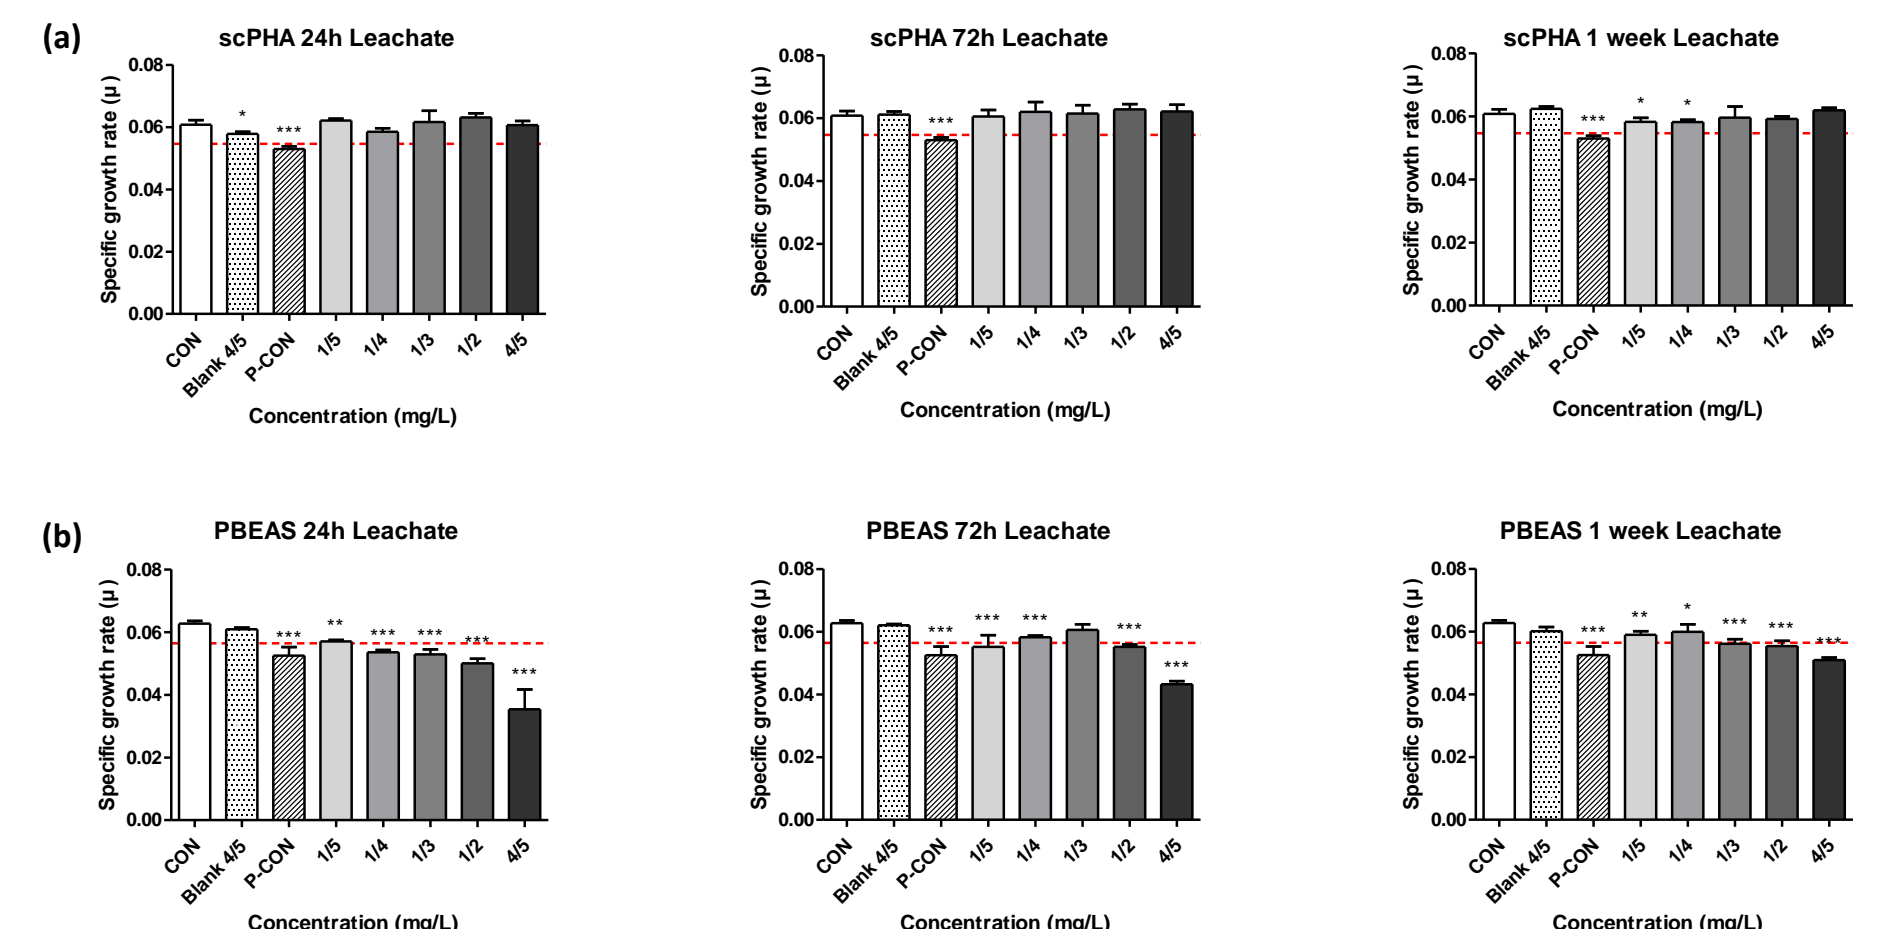 (a)
scPHA 24h Leachate
Specific growth rate (µ)
0.08
0.06
0.04
0.02
0.00
*
***
CON
Blank 4/5
P-CON
1/5
1/4
1/3
1/2
4/5
Concentration (mg/L)
scPHA 72h Leachate
Specific growth rate (µ)
0.08
0.06
0.04
0.02
0.00
***
CON
Blank 4/5
P-CON
1/5
1/4
1/3
1/2
4/5
Concentration (mg/L)
scPHA 1 week Leachate
Specific growth rate (µ)
0.08
0.06
0.04
0.02
0.00
***
*
*
CON
Blank 4/5
P-CON
1/5
1/4
1/3
1/2
4/5
Concentration (mg/L)
(b)
PBEAS 24h Leachate
Specific growth rate (µ)
0.08
0.06
0.04
0.02
0.00
***
**
***
***
***
***
CON
Blank 4/5
P-CON
1/5
1/4
1/3
1/2
4/5
Concentration (mg/L)
PBEAS 72h Leachate
Specific growth rate (µ)
0.08
0.06
0.04
0.02
0.00
***
***
***
***
***
CON
Blank 4/5
P-CON
1/5
1/4
1/3
1/2
4/5
Concentration (mg/L)
PBEAS 1 week Leachate
Specific growth rate (µ)
0.08
0.06
0.04
0.02
0.00
***
**
*
***
***
***
CON
Blank 4/5
P-CON
1/5
1/4
1/3
1/2
4/5
Concentration (mg/L)